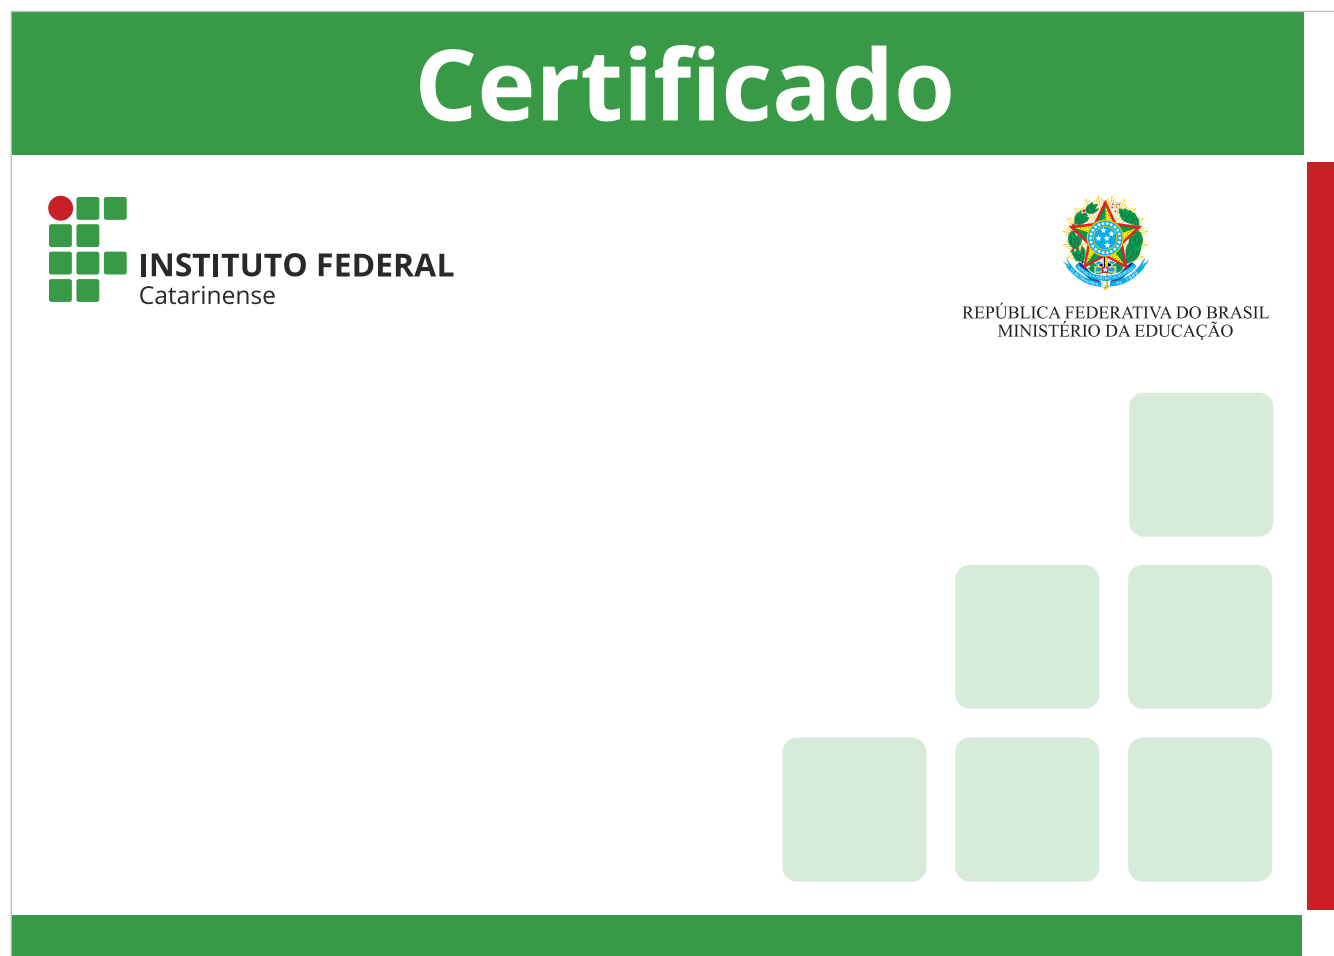 Certificado
INSTITUTO FEDERAL
Catarinense
REPÚBLICA FEDERATIVA DO BRASIL
MINISTÉRIO DA EDUCAÇÃO